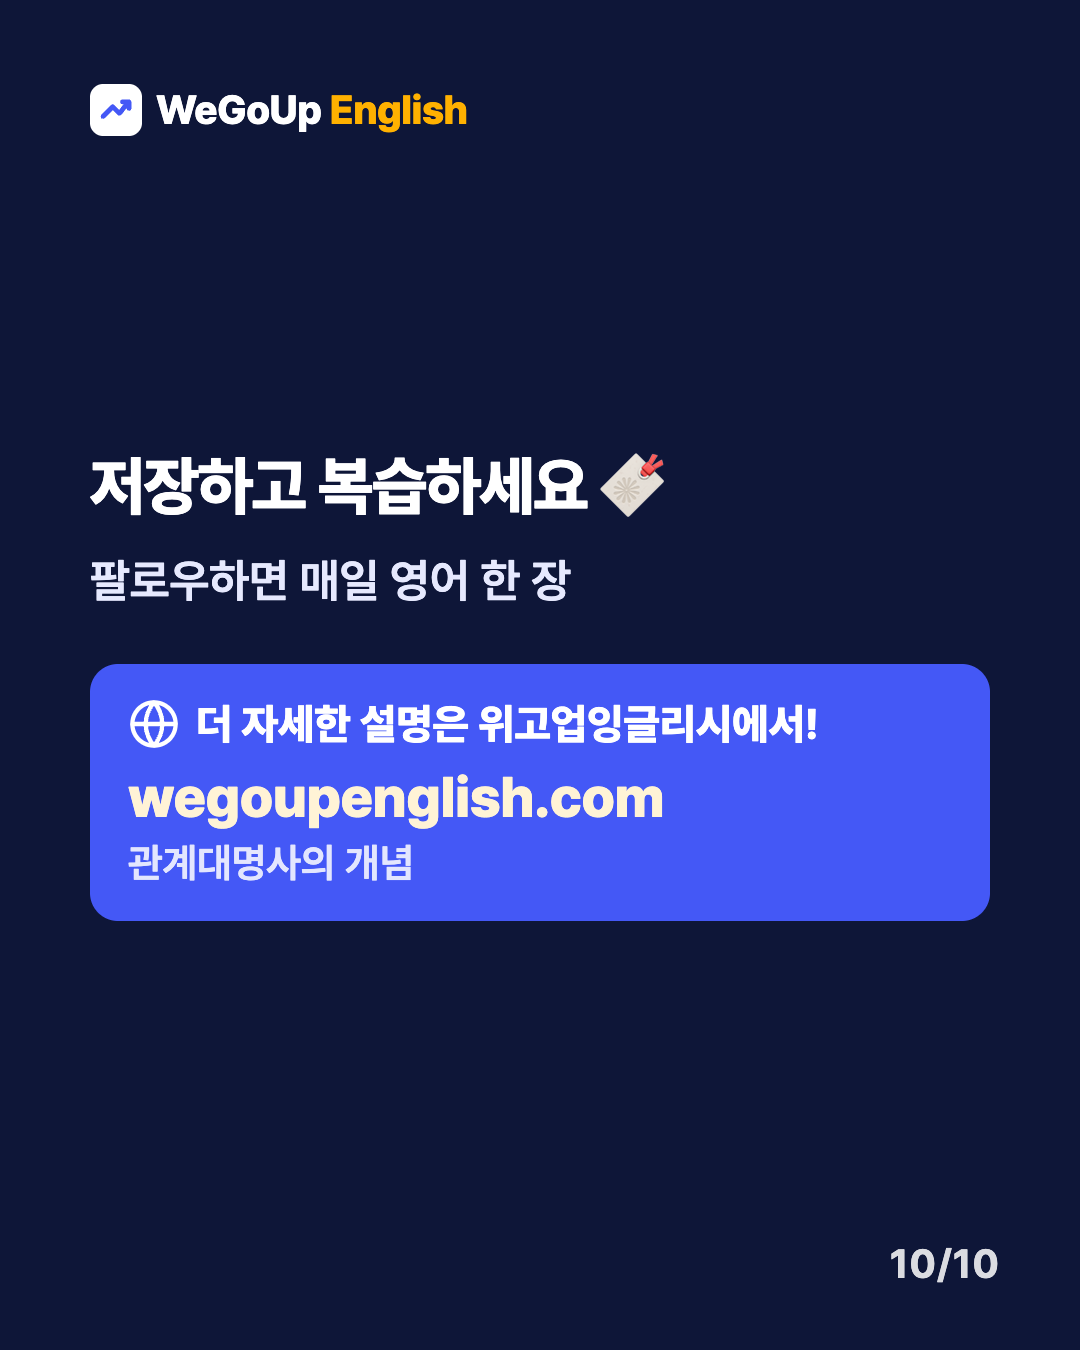 WeGoUp English
저장하고 복습하세요
팔로우하면 매일 영어 한 장
더 자세한 설명은 위고업잉글리시에서!
wegoupenglish.com
관계대명사의 개념
10/10